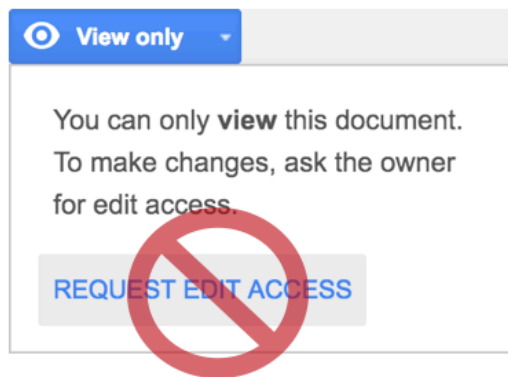 View only
You can only view this document.
To make changes, ask the owner
for edit access.
REQUEST EDIT ACCESS